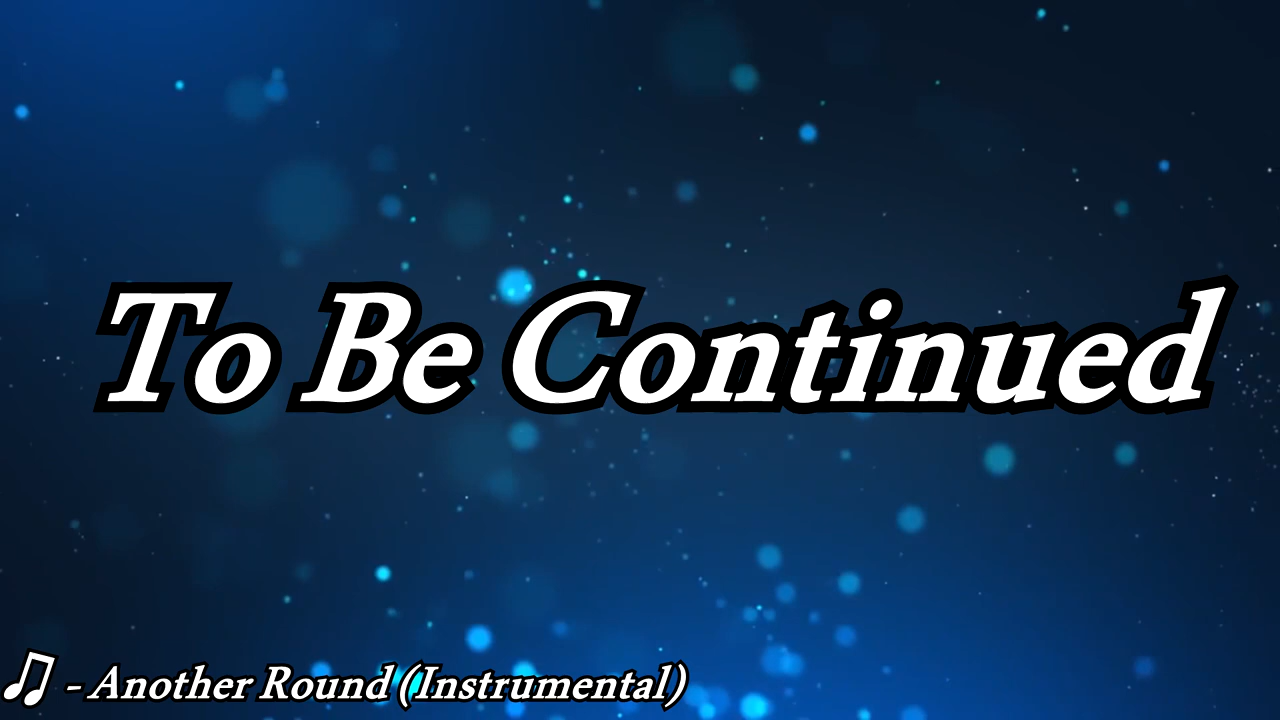 To Be Continued
♫ - Another Round (Instrumental)